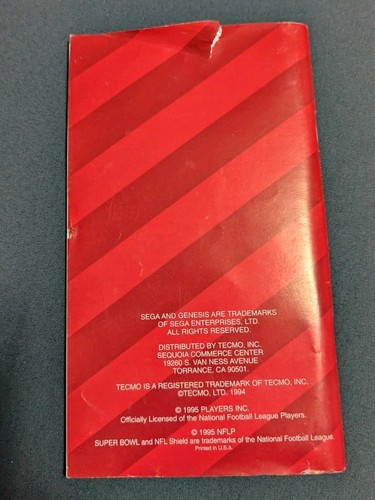 SEGA AND GENESIS ARE TRADEMARKS
OF SEGA ENTERPRISES, LTD.
ALL RIGHTS RESERVED.
DISTRIBUTED BY TECMO, INC.
SEQUOIA COMMERCE CENTER
19260 S. VAN NESS AVENUE
TORRANCE, CA 90501.
TECMO IS A REGISTERED TRADEMARK OF TECMO, INC.
©TECMO, LTD. 1994
© 1995 PLAYERS INC.
Officially Licensed of the National Football League Players.
© 1995 NFLP
SUPER BOWL and NFL Shield are trademarks of the National Football League.
Printed in U.S.A.